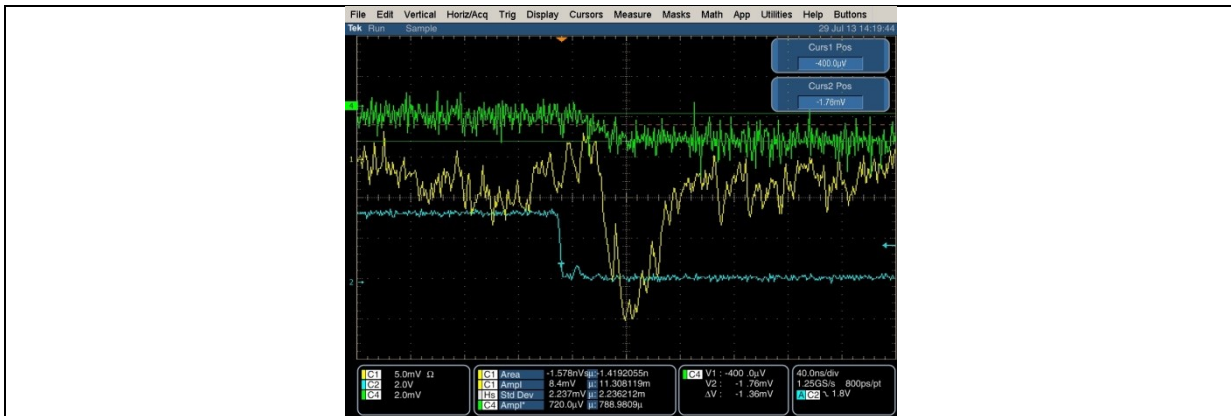 File Edit Vertical Horiz/Acq Trig Display Cursors Measure Masks Math App Utilities Help Buttons
Tek Run Sample 29 Jul 13 14:19:44
Curs1 Pos
-400.0µV
Curs2 Pos
-1.76mV
4
1
2
C1 5.0mV Ω
C2 2.0V
C4 2.0mV
C1 Area -1.578nVs µ: -1.4192055n
C1 Ampl 8.4mV µ: 11.308119m
Hs Std Dev 2.237mV µ: 2.236212m
C4 Ampl* 720.0µV µ: 788.9809µ
C4 V1 : -400 .0µV
V2 : -1 .76mV
ΔV : -1 .36mV
40.0ns/div
1.25GS/s 800ps/pt
A C2 \ 1.8V